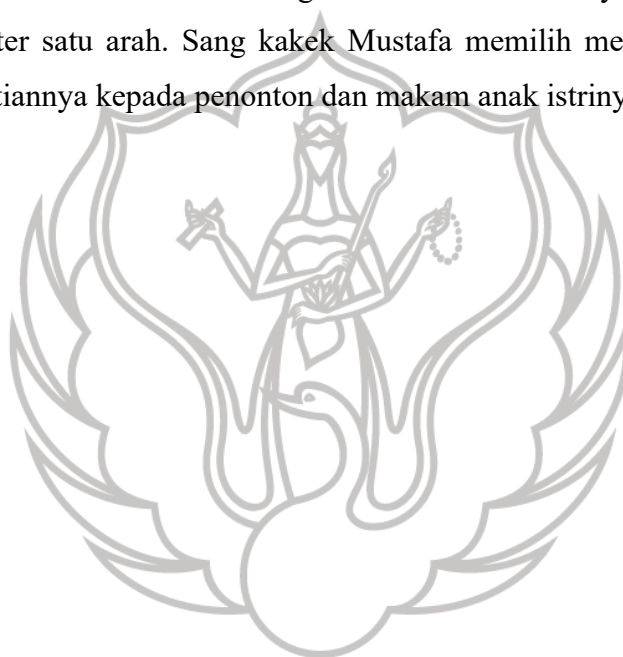 ter satu arah. Sang kakek Mustafa memilih me
tiannya kepada penonton dan makam anak istriny